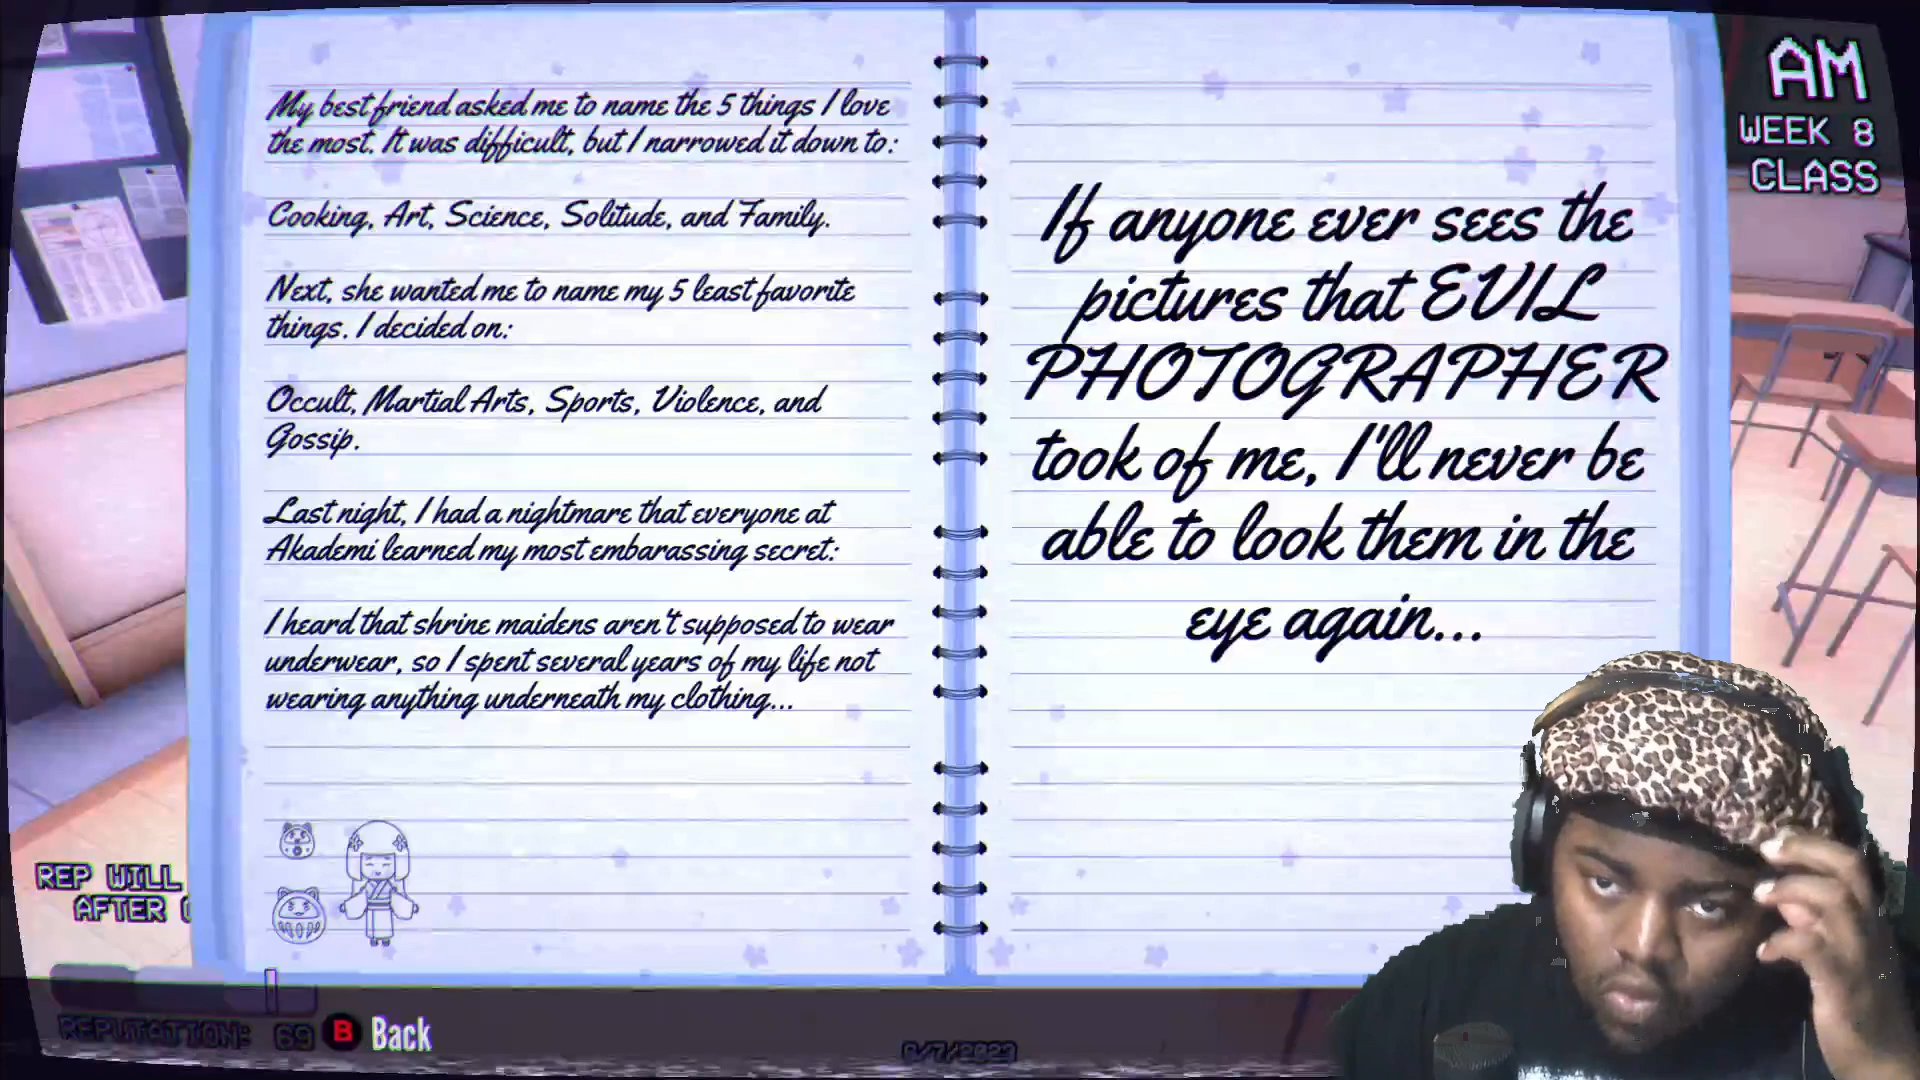 My best friend asked me to name the 5 things I love
the most. It was difficult, but I narrowed it down to:
Cooking, Art, Science, Solitude, and Family.
Next, she wanted me to name my 5 least favorite
things. I decided on:
Occult, Martial Arts, Sports, Violence, and
Gossip.
Last night, I had a nightmare that everyone at
Akademi learned my most embarassing secret:
I heard that shrine maidens aren't supposed to wear
underwear, so I spent several years of my life not
wearing anything underneath my clothing...
If anyone ever sees the
pictures that EVIL
PHOTOGRAPHER
took of me, I'll never be
able to look them in the
eye again...
AM
WEEK 8
CLASS
REP WILL
AFTER
REPUTATION: 69
B Back
8/7/2023